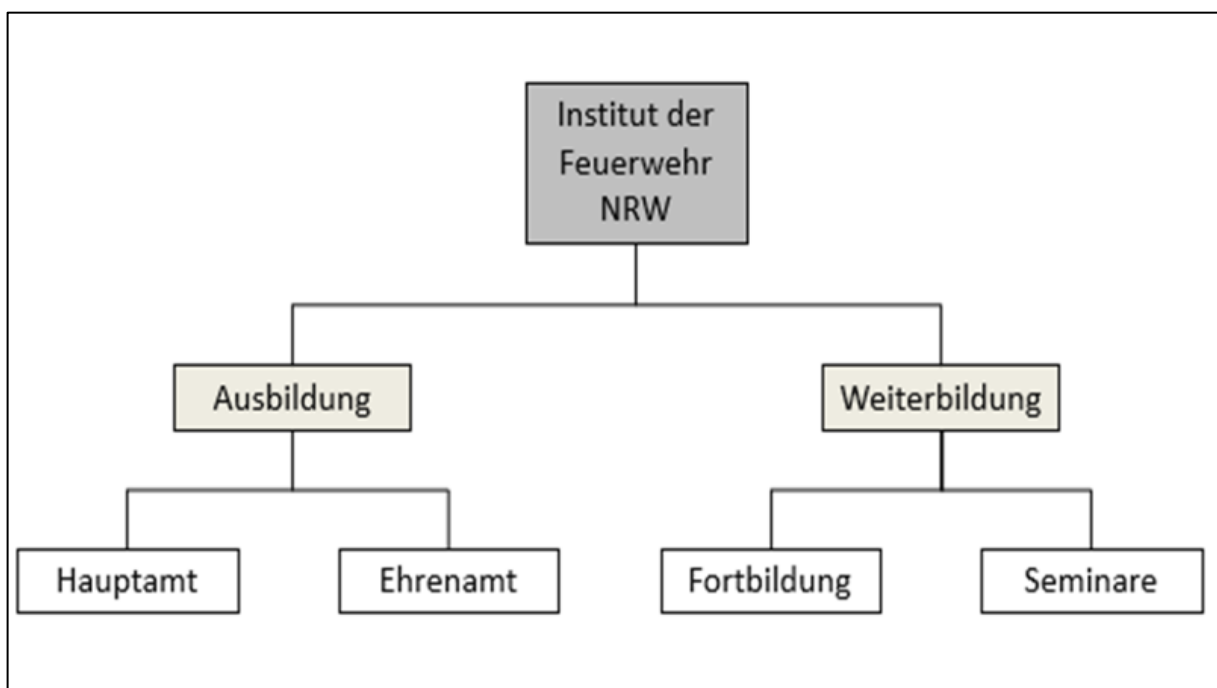 Institut der
Feuerwehr
NRW
Ausbildung
Weiterbildung
Hauptamt
Ehrenamt
Fortbildung
Seminare